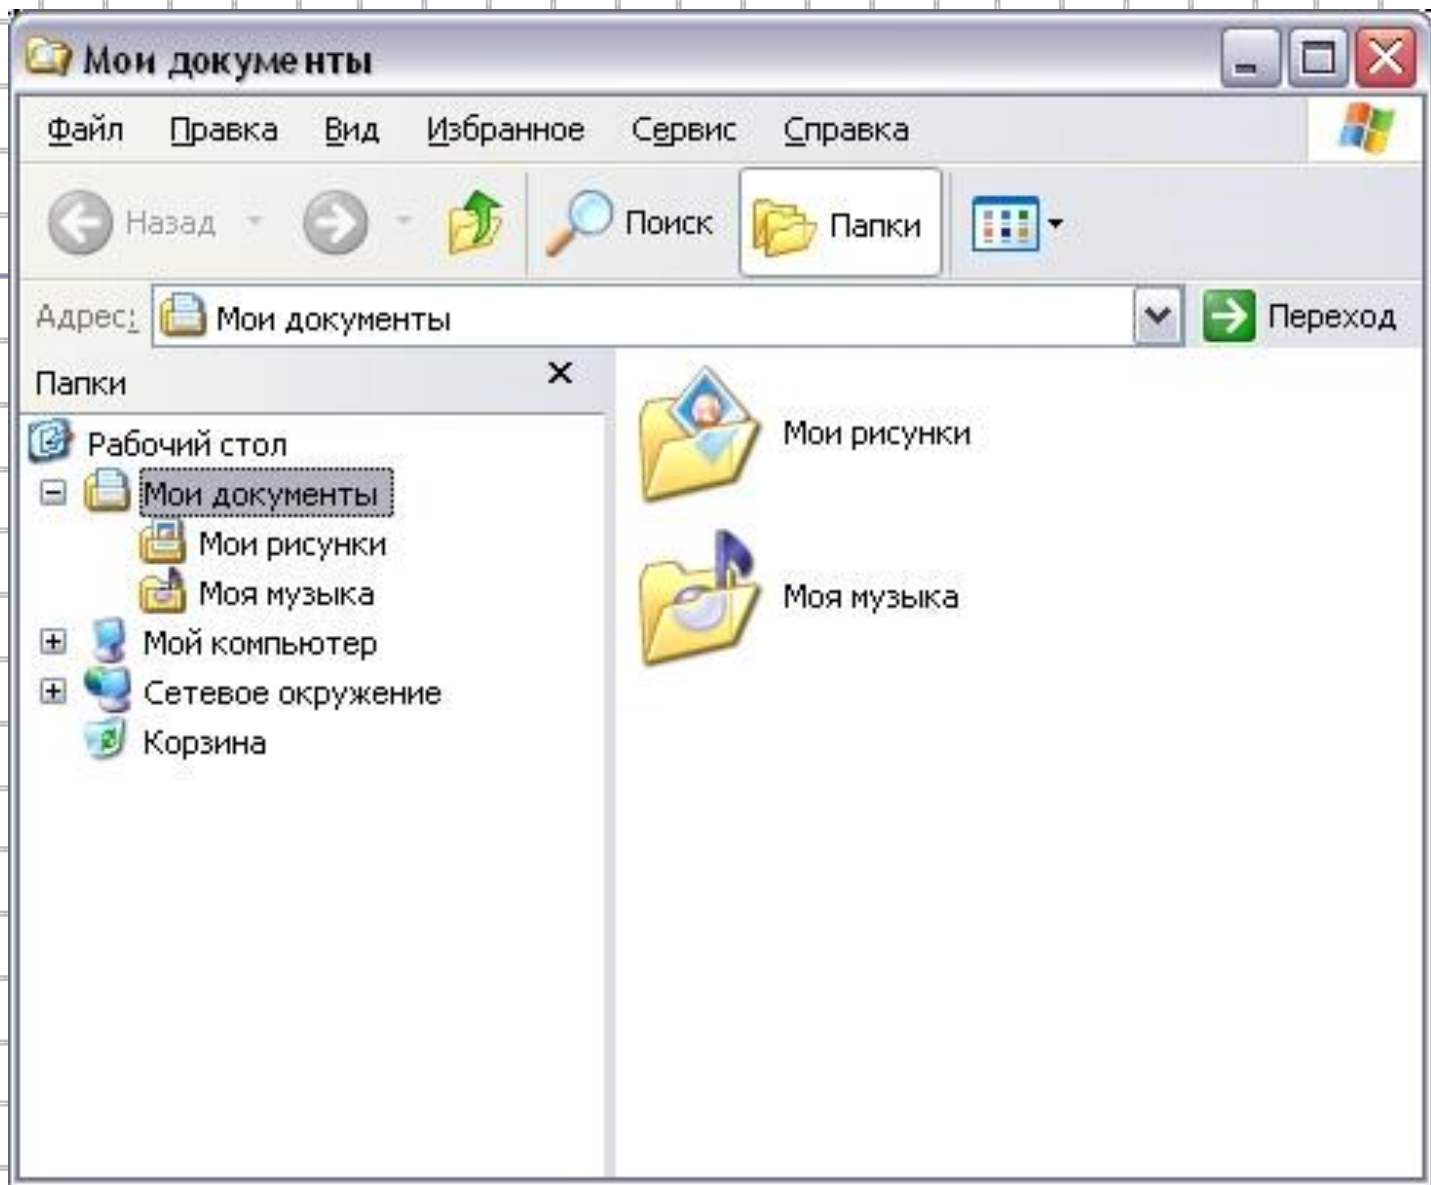 Мои документы
Файл Правка Вид Избранное Сервис Справка
Назад Поиск Папки
Адрес: Мои документы Переход
Папки
Рабочий стол
Мои документы
Мои рисунки
Моя музыка
Мой компьютер
Сетевое окружение
Корзина
Мои рисунки
Моя музыка